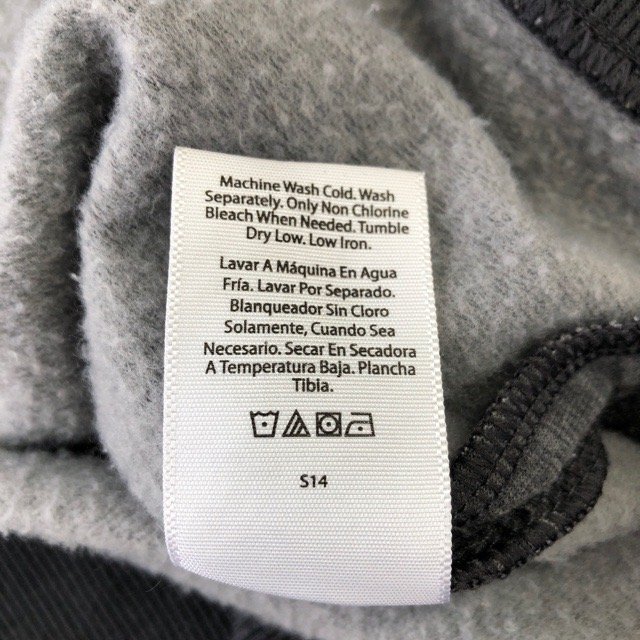 Machine Wash Cold. Wash
Separately. Only Non Chlorine
Bleach When Needed. Tumble
Dry Low. Low Iron.
Lavar A Máquina En Agua
Fría. Lavar Por Separado.
Blanqueador Sin Cloro
Solamente, Cuando Sea
Necesario. Secar En Secadora
A Temperatura Baja. Plancha
Tibia.
S14